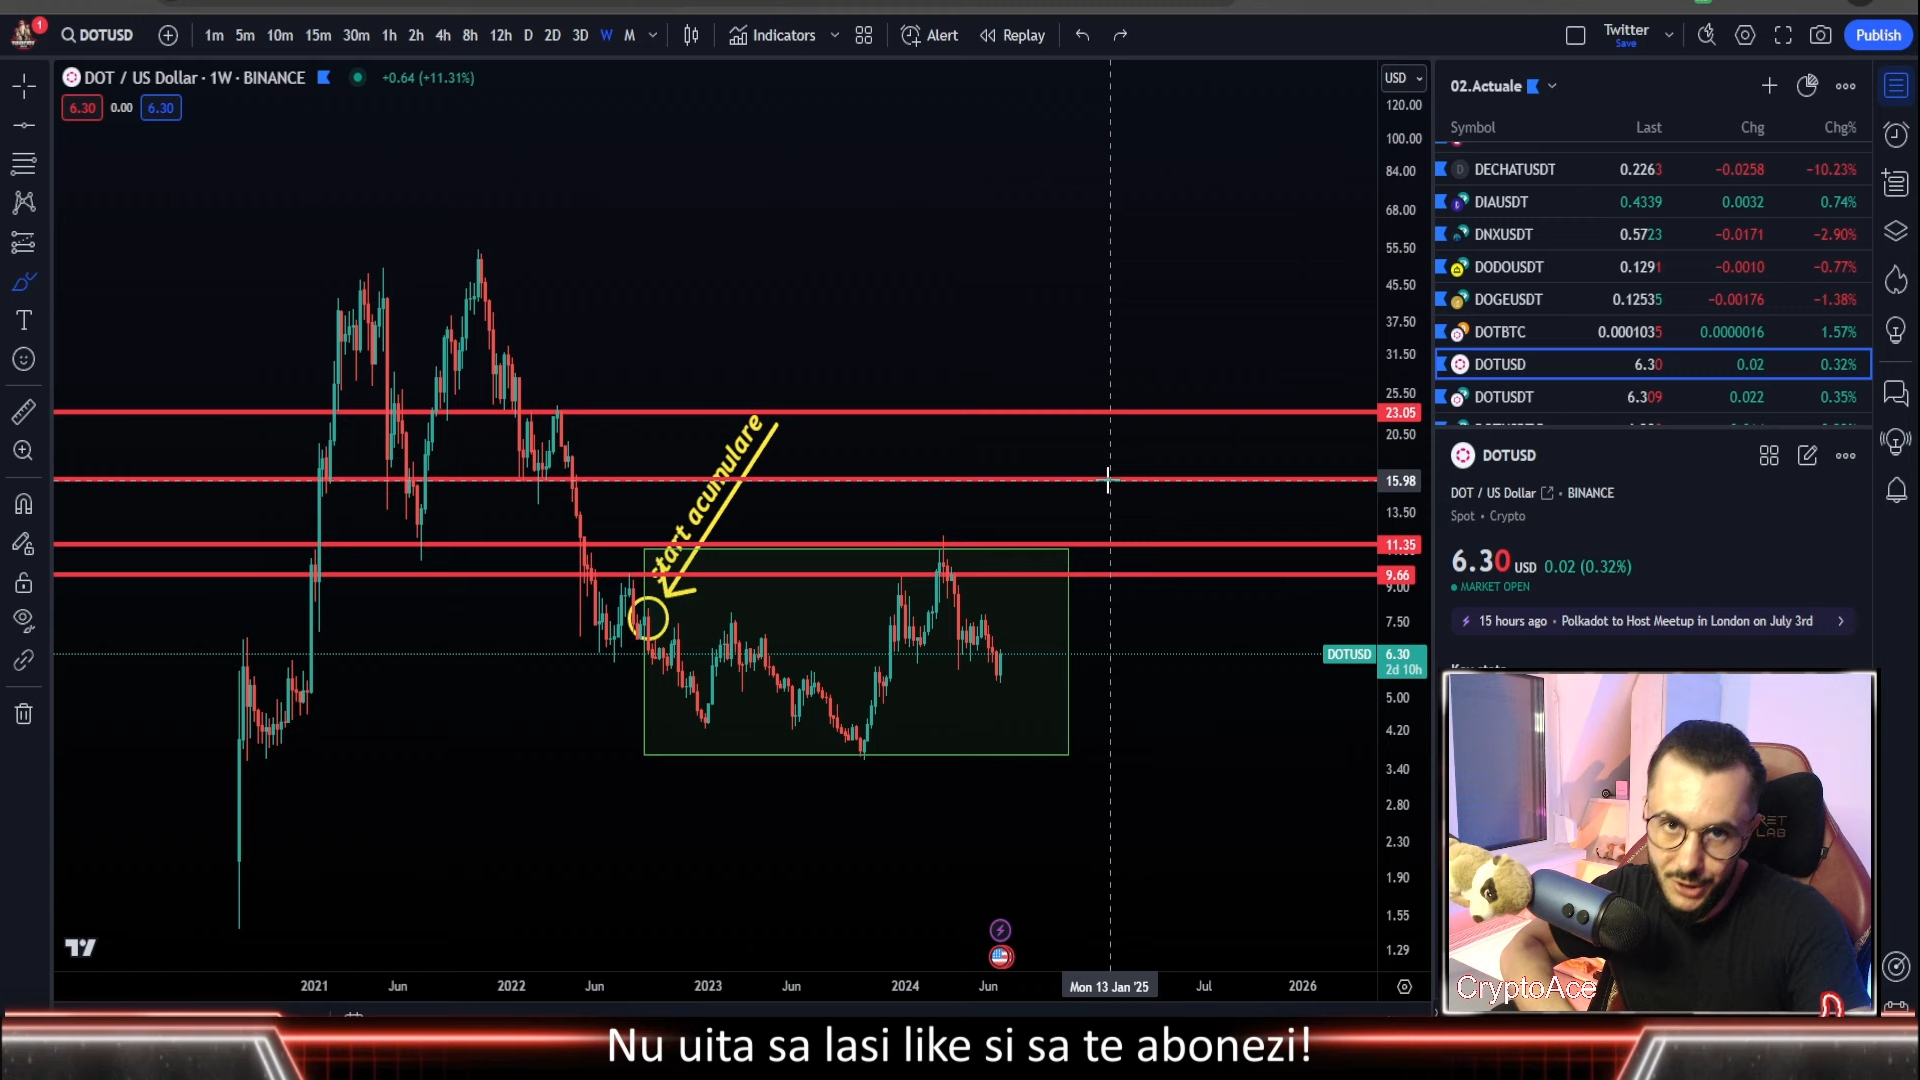 1
DOTUSD
1m 5m 10m 15m 30m 1h 2h 4h 8h 12h D 2D 3D W M
Indicators
Alert
Replay
Twitter
Save
Publish
DOT / US Dollar · 1W · BINANCE
+0.64 (+11.31%)
6.30 0.00 6.30
USD
120.00
100.00
84.00
68.00
55.50
45.50
37.50
31.50
25.50
23.05
20.50
15.98
13.50
11.35
9.66
9.00
7.50
DOTUSD 6.30
2d 10h
5.00
4.20
3.40
2.80
2.30
1.90
1.55
1.29
start acumulare
2021 Jun 2022 Jun 2023 Jun 2024 Jun Mon 13 Jan '25 Jul 2026
02.Actuale
Symbol Last Chg Chg%
DECHATUSDT 0.2263 −0.0258 −10.23%
DIAUSDT 0.4339 0.0032 0.74%
DNXUSDT 0.5723 −0.0171 −2.90%
DODOUSDT 0.1291 −0.0010 −0.77%
DOGEUSDT 0.12535 −0.00176 −1.38%
DOTBTC 0.0001035 0.0000016 1.57%
DOTUSD 6.30 0.02 0.32%
DOTUSDT 6.309 0.022 0.35%
DOTUSD
DOT / US Dollar • BINANCE
Spot • Crypto
6.30 USD 0.02 (0.32%)
MARKET OPEN
15 hours ago • Polkadot to Host Meetup in London on July 3rd
CryptoAce
Nu uita sa lasi like si sa te abonezi!